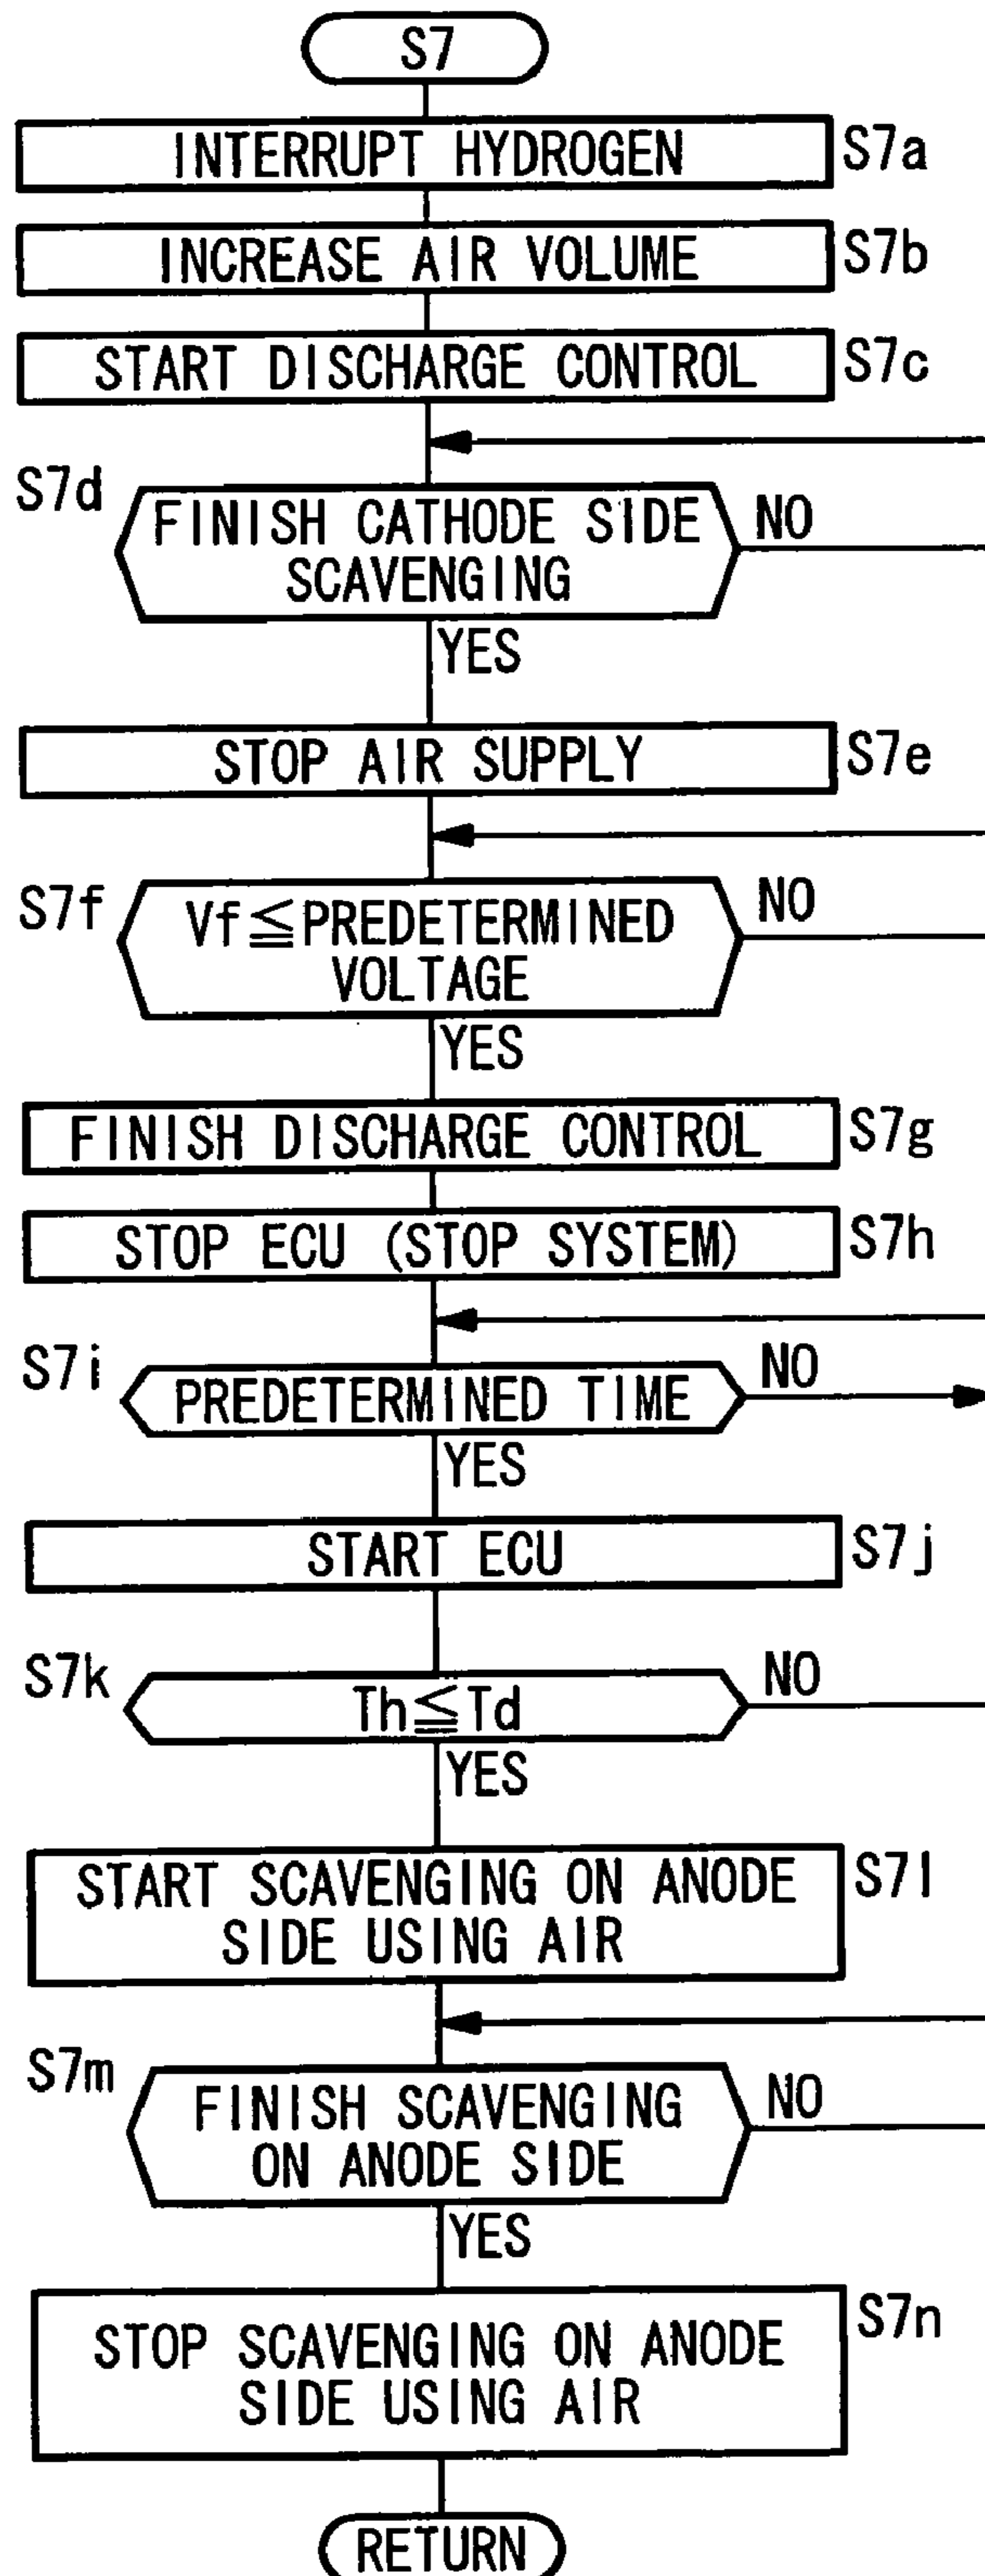 S7
INTERRUPT HYDROGEN S7a
INCREASE AIR VOLUME S7b
START DISCHARGE CONTROL S7c
S7d
FINISH CATHODE SIDE
SCAVENGING
NO
YES
STOP AIR SUPPLY S7e
S7f
Vf≦PREDETERMINED
VOLTAGE
NO
YES
FINISH DISCHARGE CONTROL S7g
STOP ECU (STOP SYSTEM) S7h
S7i
PREDETERMINED TIME
NO
YES
START ECU S7j
S7k
Th≦Td
NO
YES
START SCAVENGING ON ANODE
SIDE USING AIR
S7l
S7m
FINISH SCAVENGING
ON ANODE SIDE
NO
YES
STOP SCAVENGING ON ANODE
SIDE USING AIR
S7n
RETURN